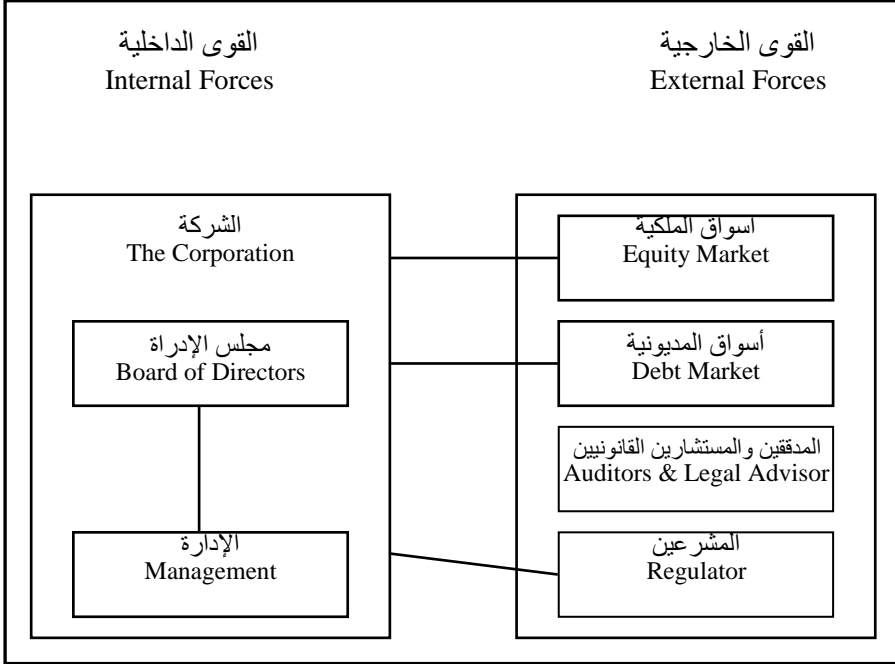 القوى الداخلية
Internal Forces
القوى الخارجية
External Forces
الشركة
The Corporation
مجلس الإدراة
Board of Directors
الإدارة
Management
اسواق الملكية
Equity Market
أسواق المديونية
Debt Market
المدققين والمستشارين القانونيين
Auditors & Legal Advisor
المشرعين
Regulator